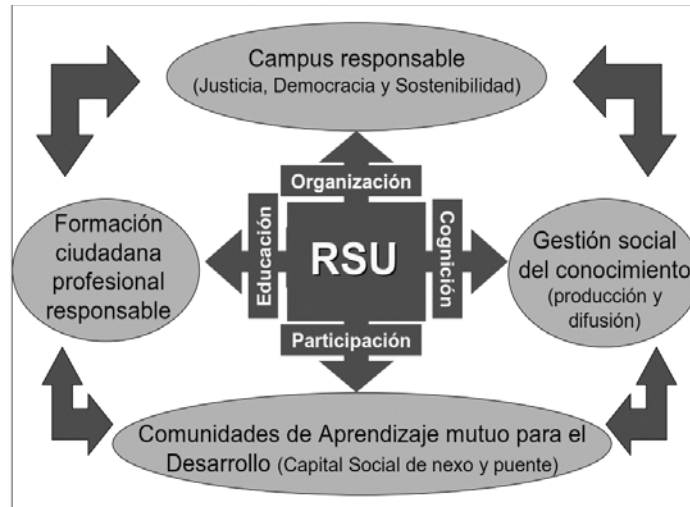 Campus responsable
(Justicia, Democracia y Sostenibilidad)
Organización
Formación
ciudadana
profesional
responsable
Educación
RSU
Cognición
Gestión social
del conocimiento
(producción y
difusión)
Participación
Comunidades de Aprendizaje mutuo para el
Desarrollo (Capital Social de nexo y puente)